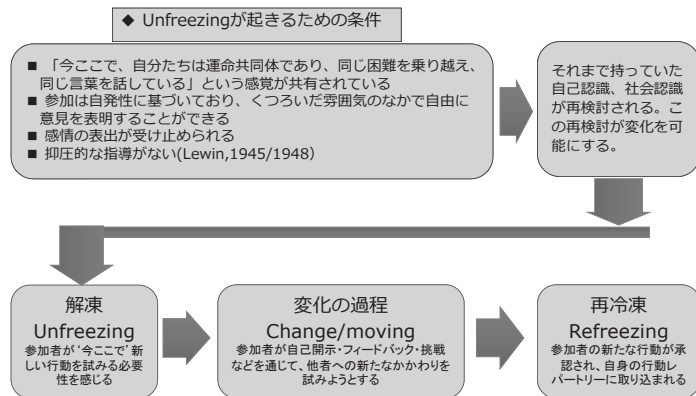 ◆ Unfreezingが起きるための条件
■ 「今ここで、自分たちは運命共同体であり、同じ困難を乗り越え、
同じ言葉を話している」という感覚が共有されている
■ 参加は自発性に基づいており、くつろいだ雰囲気のなかで自由に
意見を表明することができる
■ 感情の表出が受け止められる
■ 抑圧的な指導がない(Lewin,1945/1948）
それまで持っていた
自己認識、社会認識
が再検討される。こ
の再検討が変化を可
能にする。
解凍
Unfreezing
参加者が‘今ここで’新
しい行動を試みる必要
性を感じる
変化の過程
Change/moving
参加者が自己開示・フィードバック・挑戦
などを通じて、他者への新たなかかわりを
試みようとする
再冷凍
Refreezing
参加者の新たな行動が承
認され、自身の行動レ
パートリーに取り込まれる